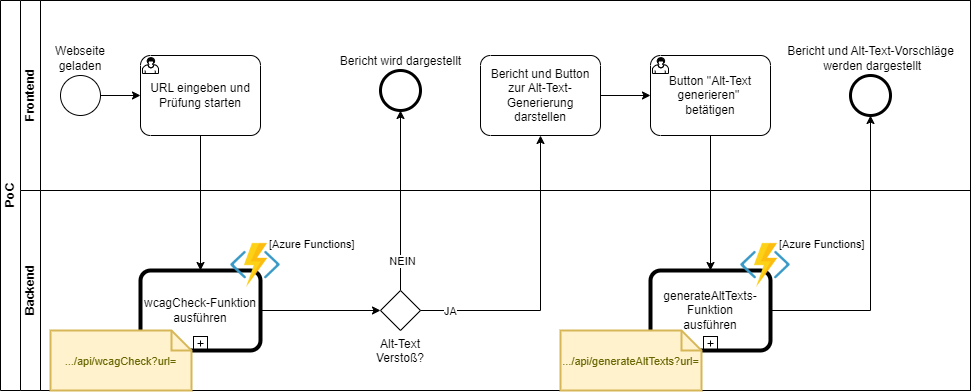 PoC
Frontend
Webseite
geladen
URL eingeben und
Prüfung starten
Bericht wird dargestellt
Bericht und Button
zur Alt-Text-
Generierung
darstellen
Button "Alt-Text
generieren"
betätigen
Bericht und Alt-Text-Vorschläge
werden dargestellt
Backend
[Azure Functions]
wcagCheck-Funktion
ausführen
.../api/wcagCheck?url=
NEIN
JA
Alt-Text
Verstoß?
[Azure Functions]
generateAltTexts-
Funktion
ausführen
.../api/generateAltTexts?url=